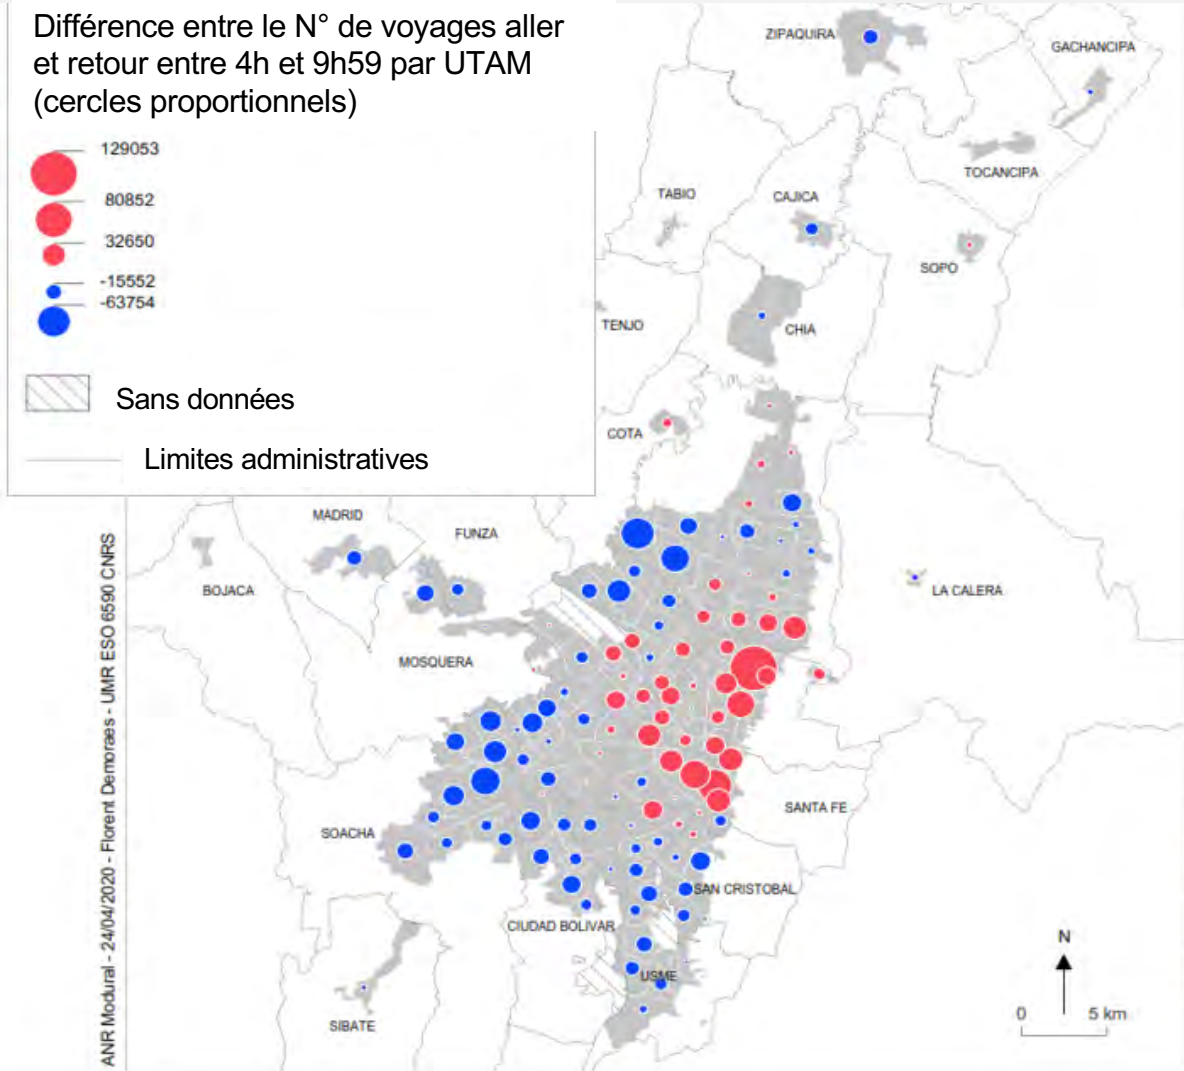 Différence entre le N° de voyages aller
et retour entre 4h et 9h59 par UTAM
(cercles proportionnels)
129053
80852
32650
-15552
-63754
Sans données
Limites administratives
ZIPAQUIRA
GACHANCIPA
TOCANCIPA
TABIO
CAJICA
SOPO
TENJO
CHIA
COTA
MADRID
FUNZA
BOJACA
LA CALERA
MOSQUERA
SANTA FE
SOACHA
SAN CRISTOBAL
CIUDAD BOLIVAR
USME
SIBATE
N
0 5 km
ANR Modural - 24/04/2020 - Florent Demoraes - UMR ESO 6590 CNRS